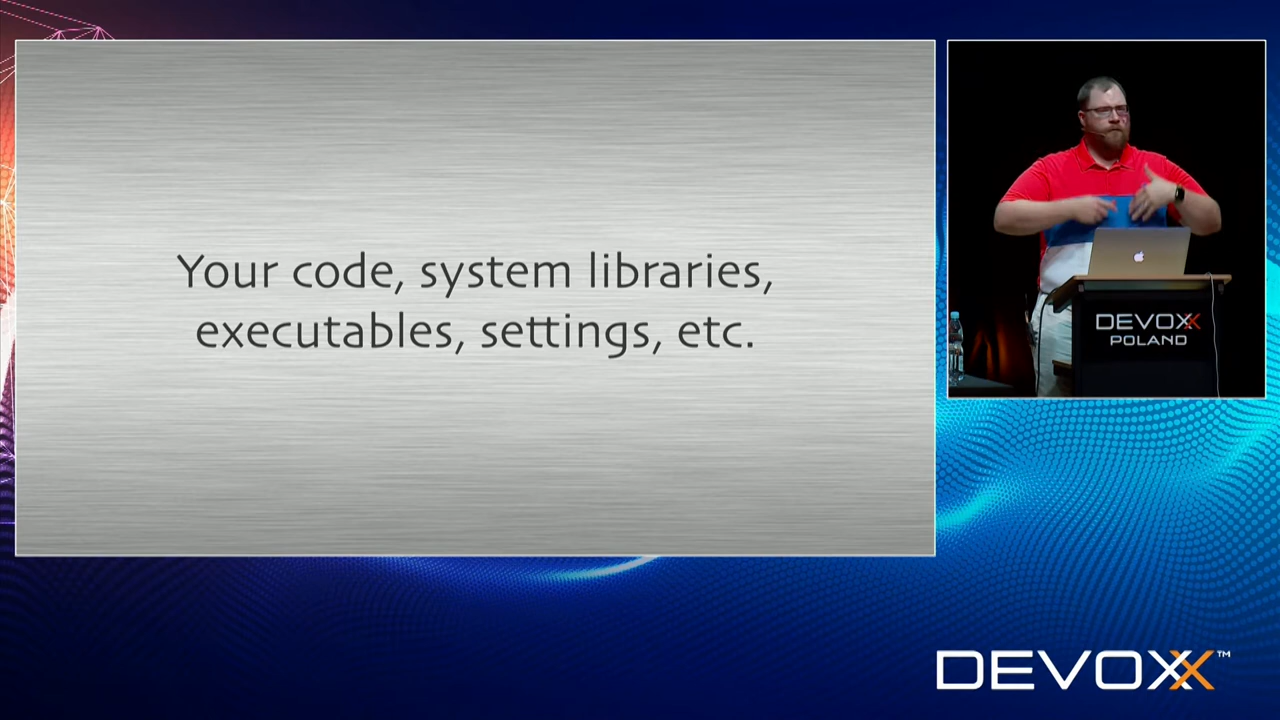 Your code, system libraries,
executables, settings, etc.
DEVOXX
POLAND
DEVOXX™